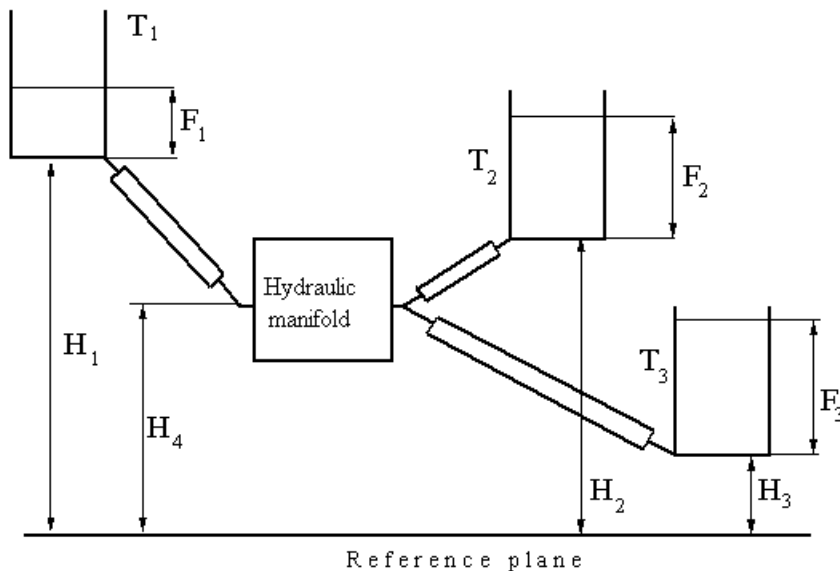 T1
F1
T2
F2
Hydraulic
manifold
T3
F3
H1
H4
H2
H3
Reference plane